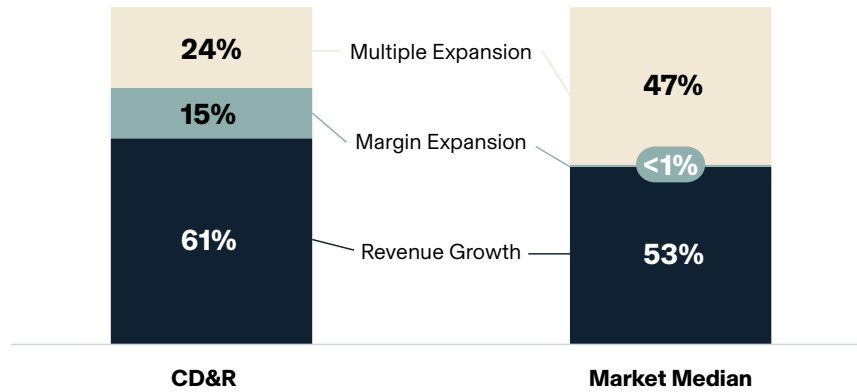 24%
Multiple Expansion
47%
15%
Margin Expansion
<1%
61%
Revenue Growth
53%
CD&R
Market Median